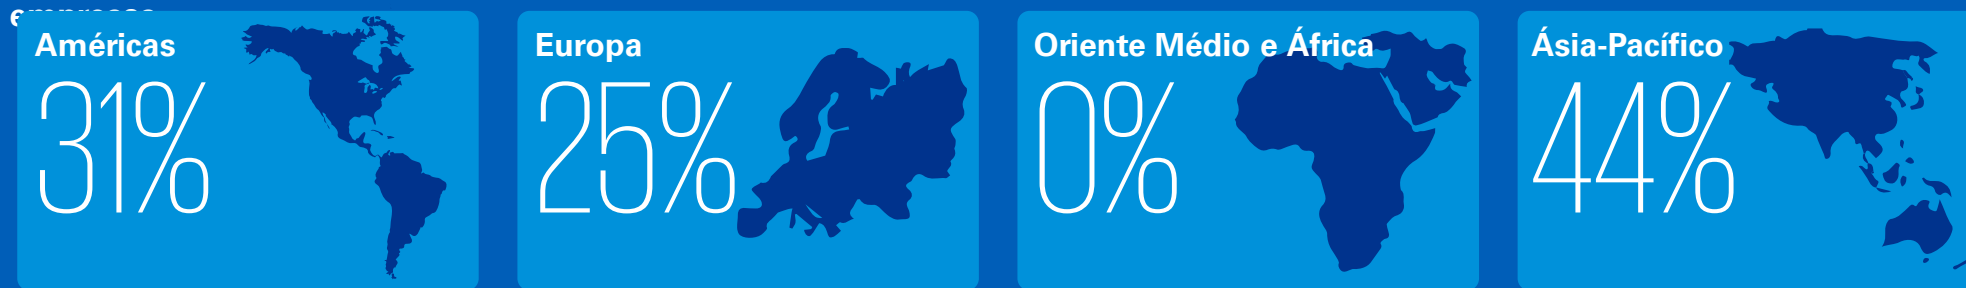 Américas
31%
Europa
25%
Oriente Médio e África
0%
Ásia-Pacífico
44%